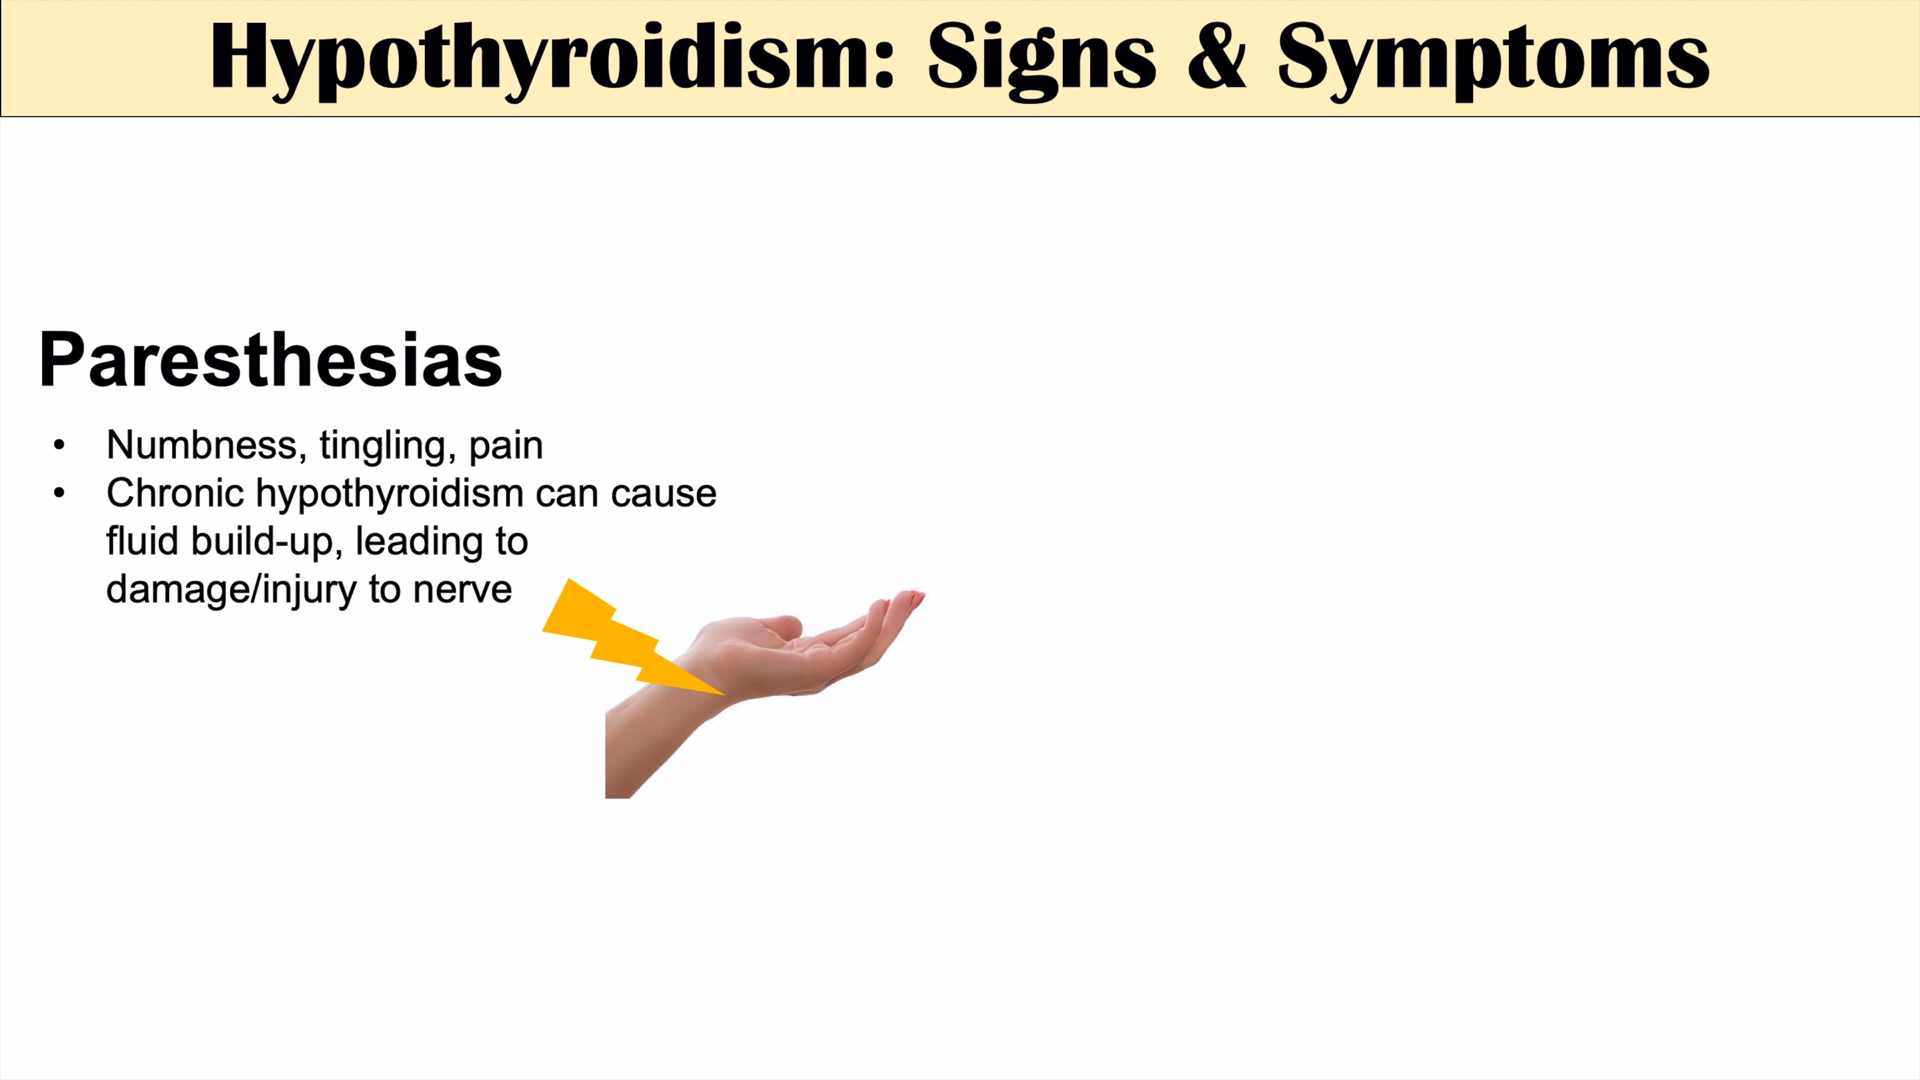 Hypothyroidism: Signs & Symptoms
Paresthesias
• Numbness, tingling, pain
• Chronic hypothyroidism can cause
fluid build-up, leading to
damage/injury to nerve